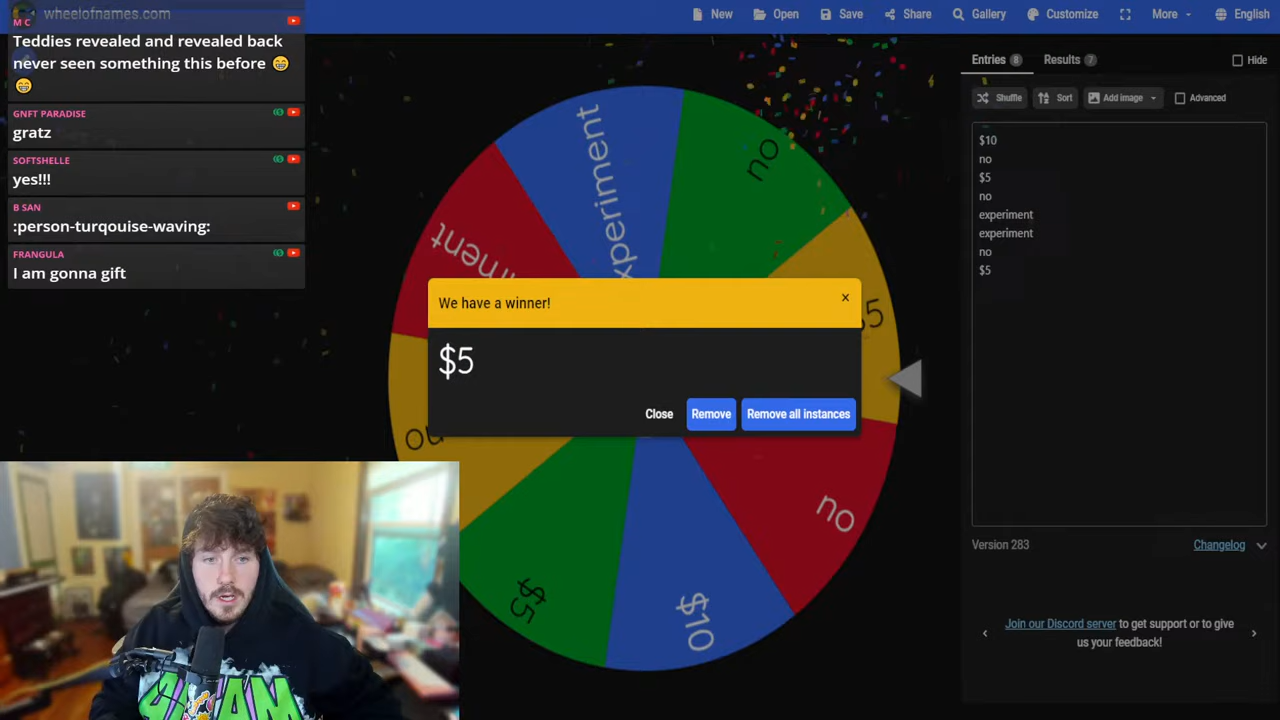 wheelofnames.com
New
Open
Save
Share
Gallery
Customize
More
English
M C
Teddies revealed and revealed back
never seen something this before 😁
😁
GNFT PARADISE
gratz
SOFTSHELLE
yes!!!
B SAN
:person-turqouise-waving:
FRANGULA
I am gonna gift
xperiment
no
iment
$5
no
$10
$5
no
We have a winner!
×
$5
Close
Remove
Remove all instances
Entries 8
Results 7
Hide
Shuffle
Sort
Add image
Advanced
$10
no
$5
no
experiment
experiment
no
$5
Version 283
Changelog
Join our Discord server to get support or to give
us your feedback!